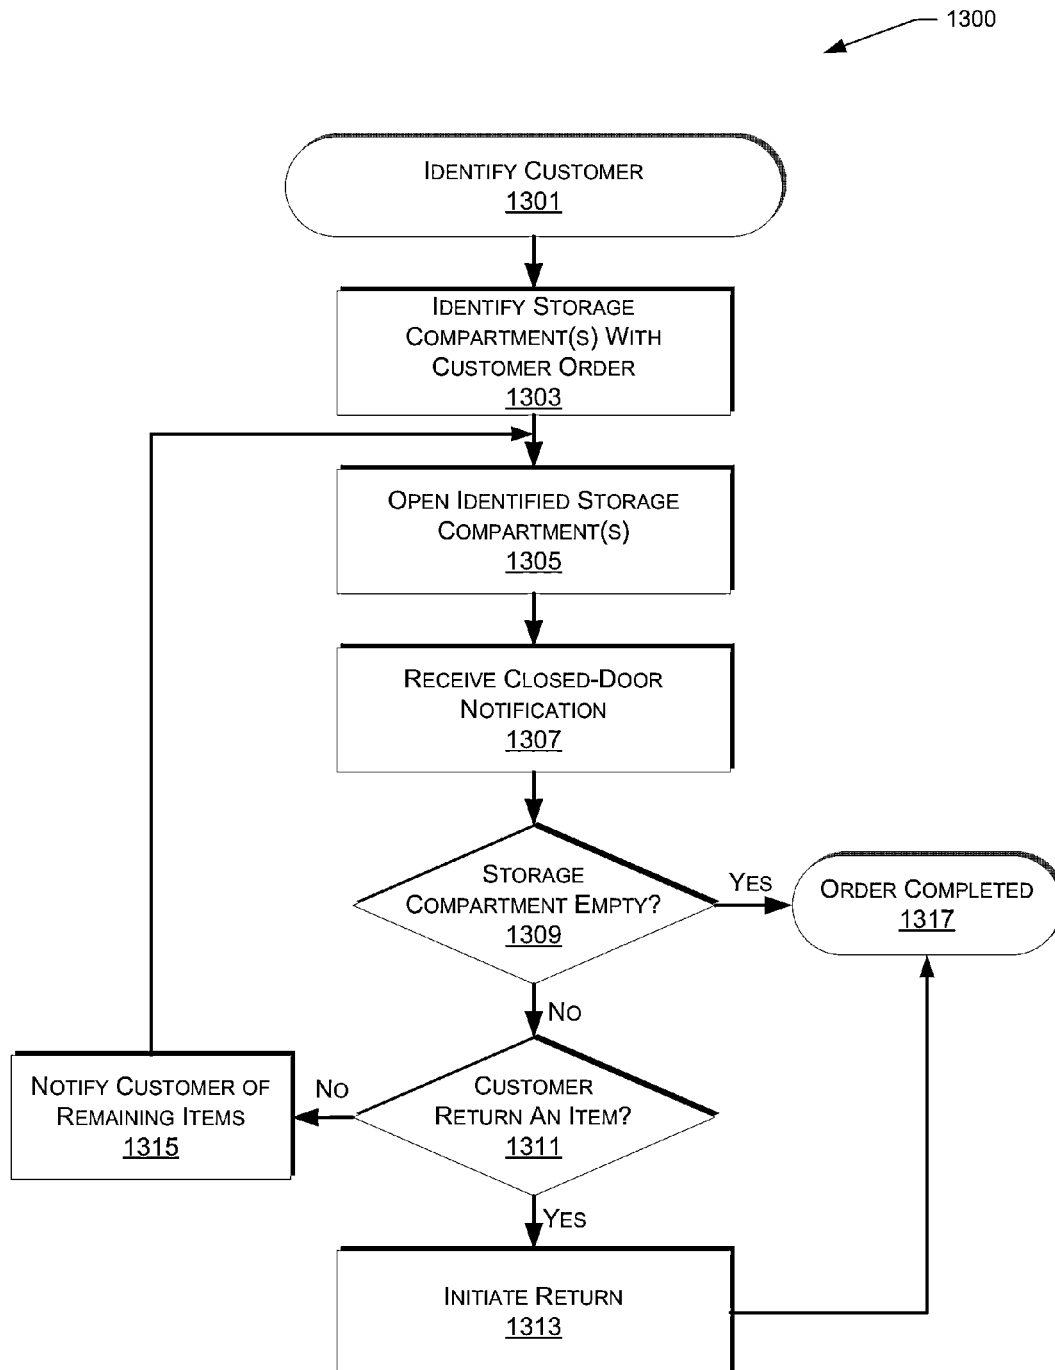 1300
IDENTIFY CUSTOMER
1301
IDENTIFY STORAGE
COMPARTMENT(S) WITH
CUSTOMER ORDER
1303
OPEN IDENTIFIED STORAGE
COMPARTMENT(S)
1305
RECEIVE CLOSED-DOOR
NOTIFICATION
1307
STORAGE
COMPARTMENT EMPTY?
1309
YES
ORDER COMPLETED
1317
NO
CUSTOMER
RETURN AN ITEM?
1311
NO
NOTIFY CUSTOMER OF
REMAINING ITEMS
1315
YES
INITIATE RETURN
1313